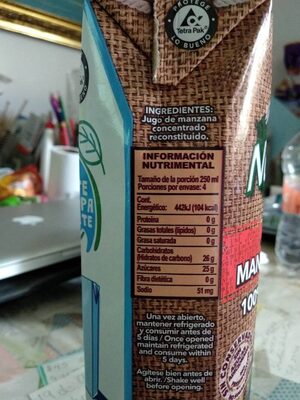 PROTEGE
Tetra Pak
LO BUENO
INGREDIENTES:
Jugo de manzana
concentrado
reconstituido.
INFORMACIÓN
NUTRIMENTAL
Tamaño de la porción 250 ml
Porciones por envase: 4
Cont.
Energético: 442kJ (104 kcal)
Proteína 0 g
Grasas totales (lípidos) 0 g
Grasa saturada 0 g
Carbohidratos
(Hidratos de carbono) 26 g
Azúcares 25 g
Fibra dietética 0 g
Sodio 51 mg
Una vez abierto,
mantener refrigerado
y consumir antes de
5 días / Once opened
maintain refrigerated
and consume within
5 days.
Agítese bien antes de
abrir. /Shake well
before opening.
MAN
100